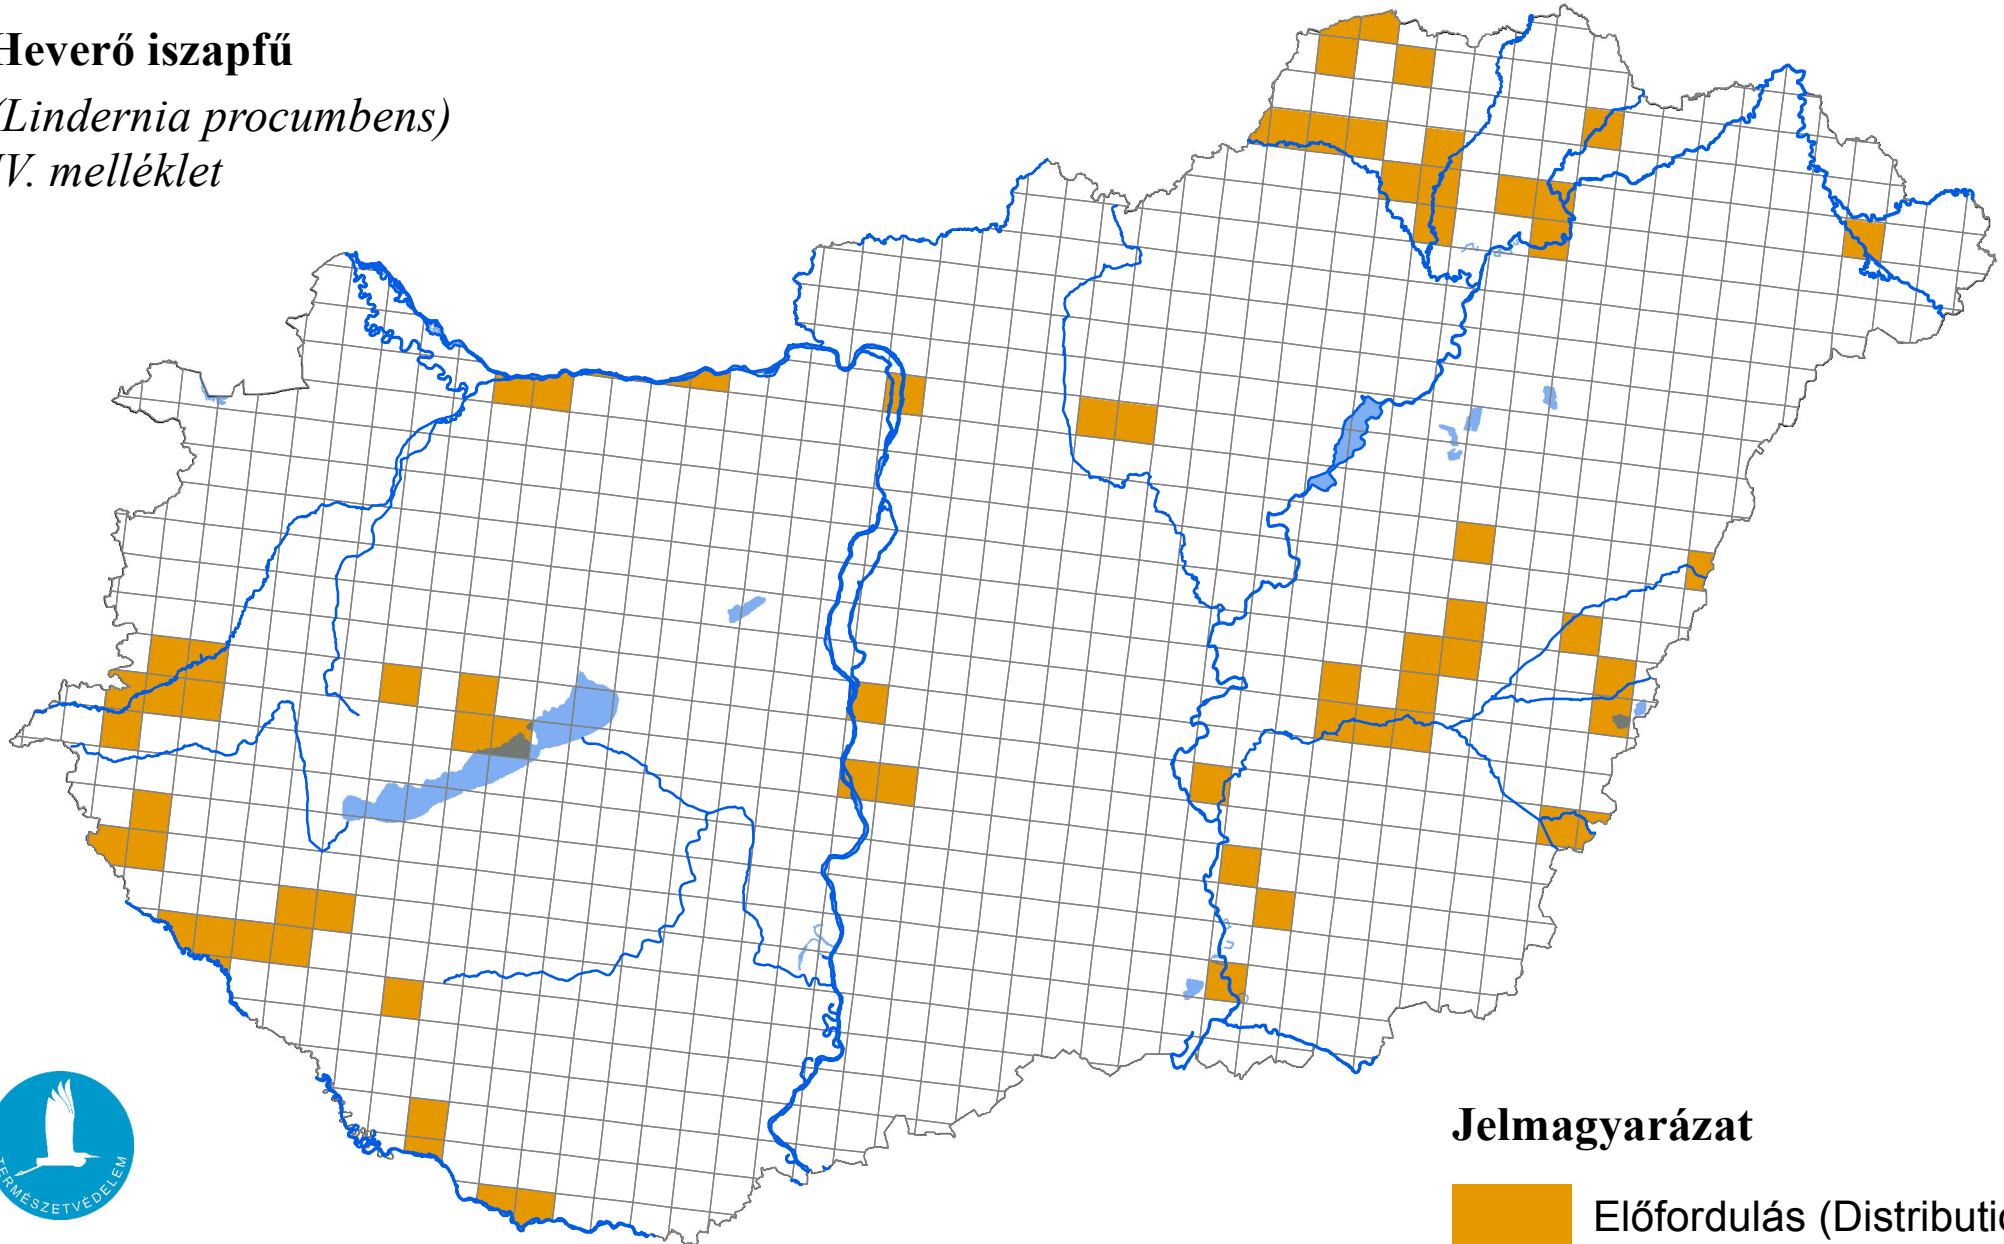 Heverő iszapfű
(Lindernia procumbens)
IV. melléklet
TERMÉSZETVÉDELEM
Jelmagyarázat
Előfordulás (Distributio